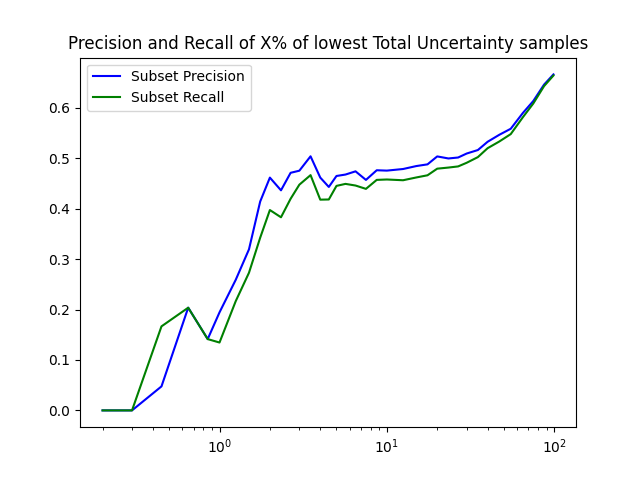 Precision and Recall of X% of lowest Total Uncertainty samples
Subset Precision
Subset Recall
0.6
0.5
0.4
0.3
0.2
0.1
0.0
10⁰ 10¹ 10²